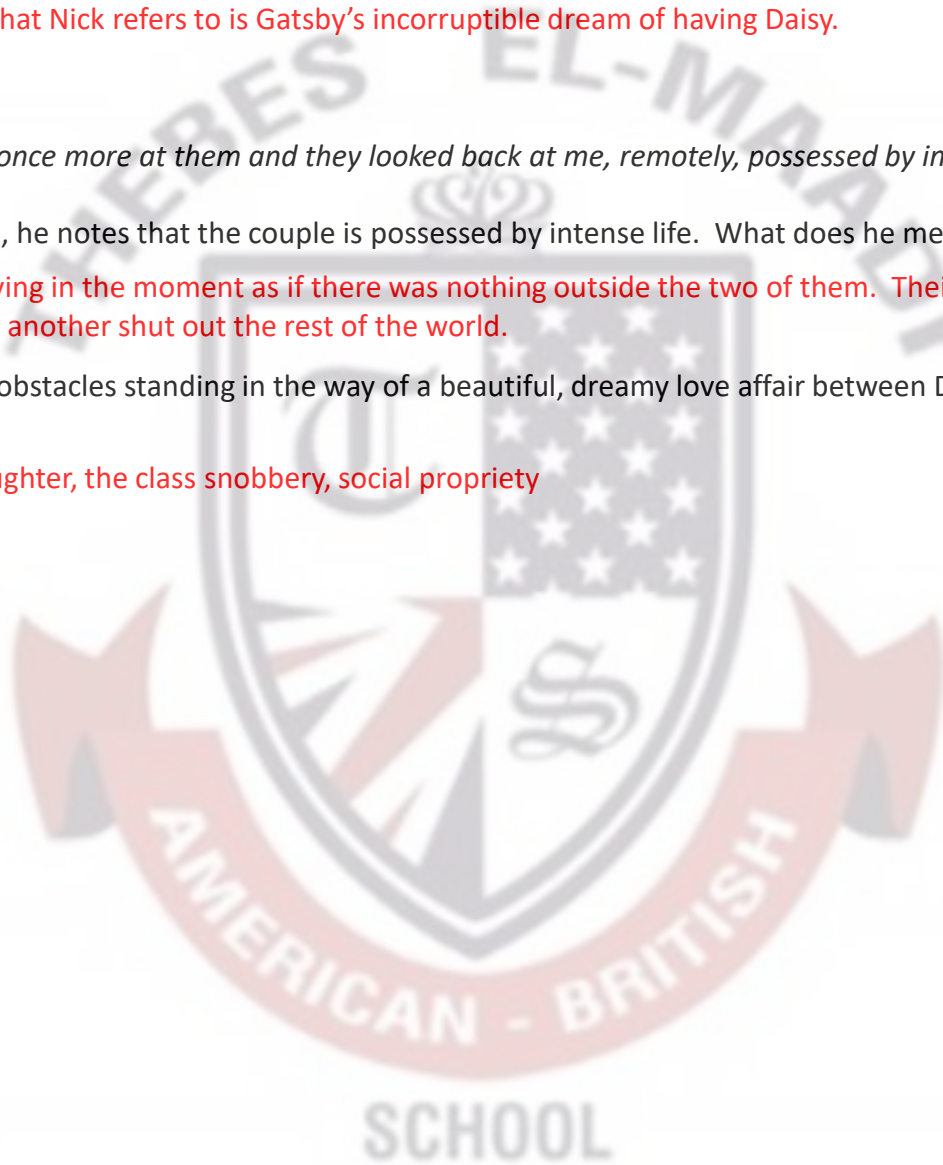 hat Nick refers to is Gatsby’s incorruptible dream of having Daisy.
once more at them and they looked back at me, remotely, possessed by in
, he notes that the couple is possessed by intense life.  What does he me
ving in the moment as if there was nothing outside the two of them.  Thei
another shut out the rest of the world.
obstacles standing in the way of a beautiful, dreamy love affair between D
ughter, the class snobbery, social propriety
THEBES EL-MAADI
T
S
AMERICAN - BRITISH
SCHOOL